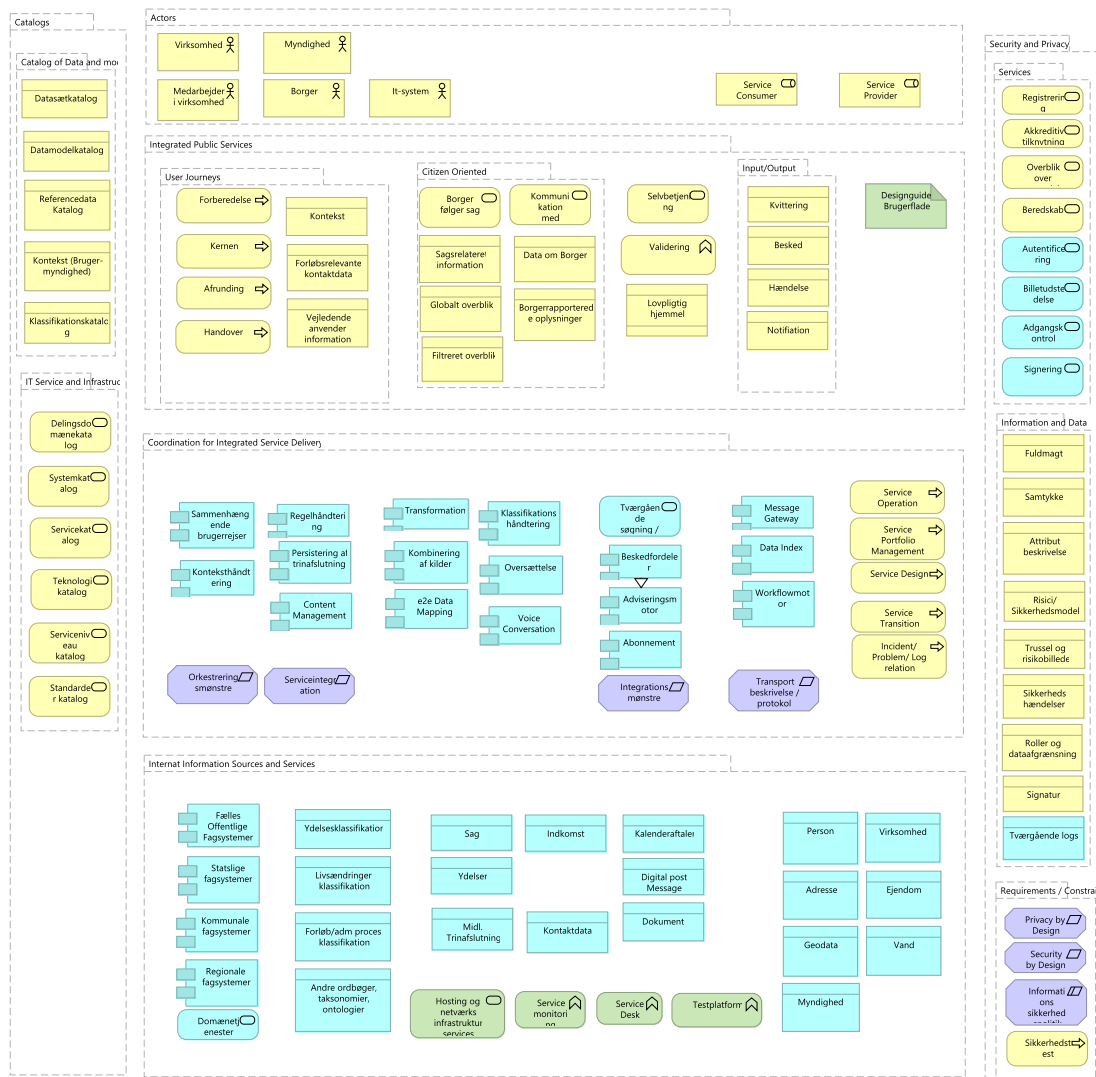 Catalogs
Catalog of Data and mo
Datasætkatalog
Datamodelkatalog
Referencedata
Katalog
Kontekst (Bruger-
myndighed)
Klassifikationskatalo
g
IT Service and Infrastruc
Delingsdo
mænekata
log
Systemkat
alog
Servicekat
alog
Teknologi
katalog
Serviceniv
eau
katalog
Standarde
r katalog
Actors
Virksomhed
Myndighed
Medarbejder
i virksomhed
Borger
It-system
Service
Consumer
Service
Provider
Integrated Public Services
User Journeys
Forberedelse
Kernen
Afrunding
Handover
Kontekst
Forløbsrelevante
kontaktdata
Vejledende
anvender
information
Citizen Oriented
Borger
følger sag
Kommuni
kation
med
Sagsrelateret
information
Data om Borger
Globalt overblik
Borgerrapportered
e oplysninger
Filtreret overblik
Selvbetjeni
ng
Validering
Lovpligtig
hjemmel
Input/Output
Kvittering
Besked
Hændelse
Notifiation
Designguide
Brugerflade
Coordination for Integrated Service Delivery
Sammenhæng
ende
brugerrejser
Konteksthåndt
ering
Regelhåndteri
ng
Persistering af
trinafslutning
Content
Management
Transformation
Kombinering
af kilder
e2e Data
Mapping
Klassifikations
håndtering
Oversættelse
Voice
Conversation
Tværgåen
de
søgning /
Beskedfordele
r
Adviseringsm
otor
Abonnement
Message
Gateway
Data Index
Workflowmot
or
Service
Operation
Service
Portfolio
Management
Service Design
Service
Transition
Incident/
Problem/ Log
relation
Orkestrering
smønstre
Serviceintegr
ation
Integrations
mønstre
Transport
beskrivelse /
protokol
Internat Information Sources and Services
Fælles
Offentlige
Fagsystemer
Statslige
fagsystemer
Kommunale
fagsystemer
Regionale
fagsystemer
Domænetj
enester
Ydelsesklassifikation
Livsændringer
klassifikation
Forløb/adm proces
klassifikation
Andre ordbøger,
taksonomier,
ontologier
Sag
Indkomst
Kalenderaftaler
Ydelser
Digital post
Message
Midl.
Trinafslutning
Kontaktdata
Dokument
Hosting og
netværks
infrastruktur
services
Service
monitori
ng
Service
Desk
Testplatform
Person
Virksomhed
Adresse
Ejendom
Geodata
Vand
Myndighed
Security and Privacy
Services
Registrerin
g
Akkreditiv
tilknytning
Overblik
over
Beredskab
Autentifice
ring
Billetudste
delse
Adgangsk
ontrol
Signering
Information and Data
Fuldmagt
Samtykke
Attribut
beskrivelse
Risici/
Sikkerhedsmodel
Trussel og
risikobillede
Sikkerheds
hændelser
Roller og
dataafgrænsning
Signatur
Tværgående logs
Requirements / Constrai
Privacy by
Design
Security
by Design
Informati
ons
sikkerhed
Sikkerhedst
est